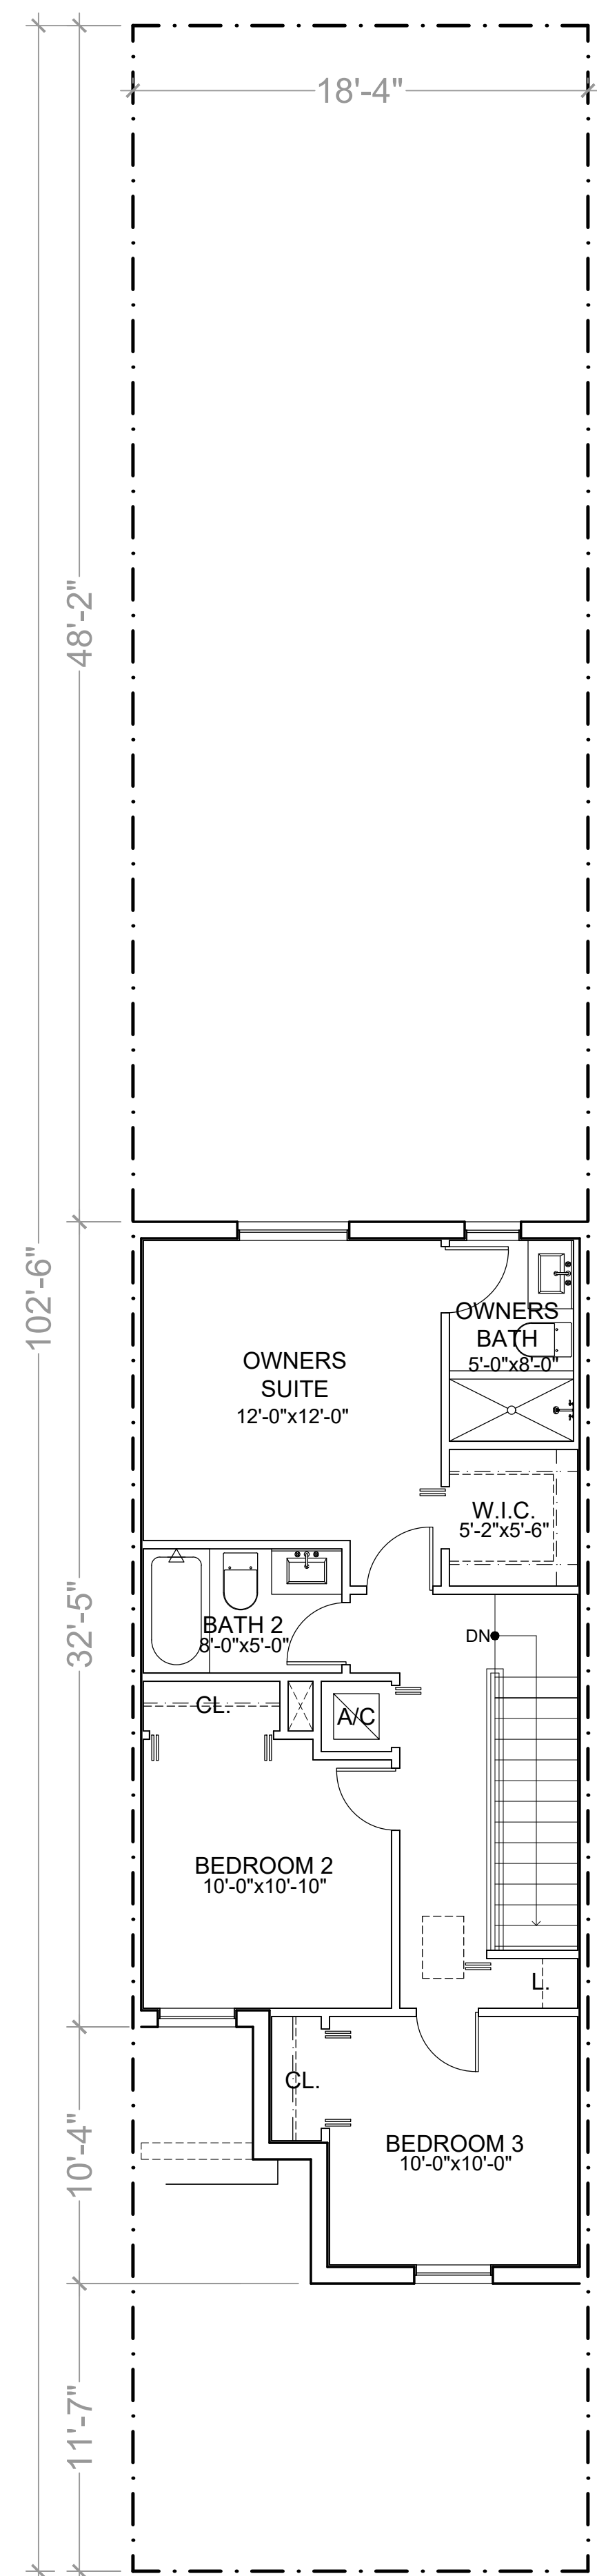 18'-4"
48'-2"
102'-6"
OWNERS
SUITE
12'-0"x12'-0"
OWNERS
BATH
5'-0"x8'-0"
W.I.C.
5'-2"x5'-6"
32'-5"
BATH 2
8'-0"x5'-0"
DN
CL.
A/C
BEDROOM 2
10'-0"x10'-10"
L.
CL.
10'-4"
BEDROOM 3
10'-0"x10'-0"
11'-7"